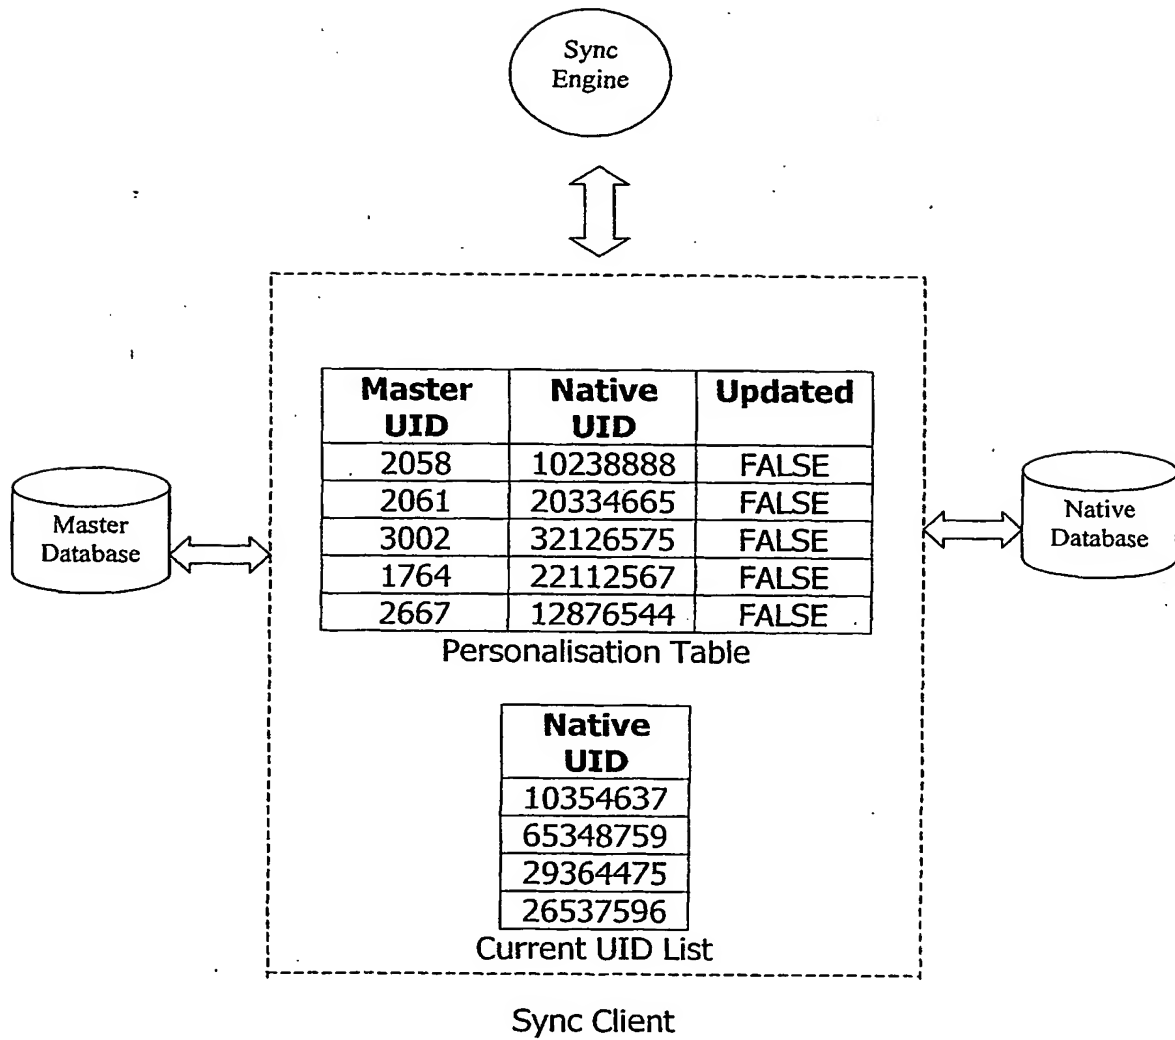 Sync
Engine
Master
UID
Native
UID
Updated
2058 10238888 FALSE
2061 20334665 FALSE
3002 32126575 FALSE
1764 22112567 FALSE
2667 12876544 FALSE
Personalisation Table
Master
Database
Native
Database
Native
UID
10354637
65348759
29364475
26537596
Current UID List
Sync Client